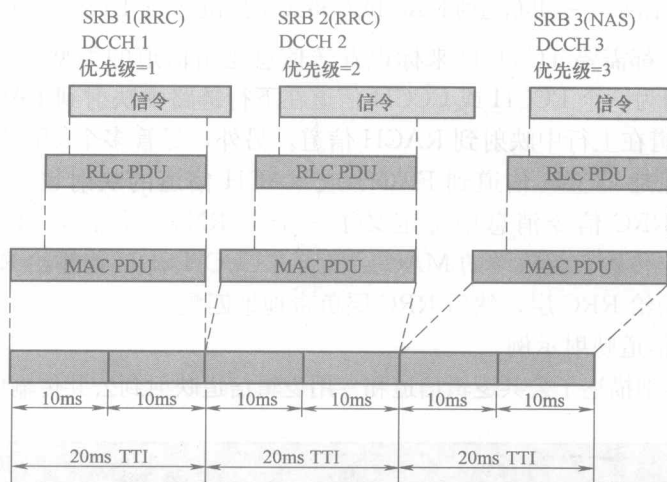 SRB 1(RRC)
DCCH 1
优先级=1
SRB 2(RRC)
DCCH 2
优先级=2
SRB 3(NAS)
DCCH 3
优先级=3
信令
信令
信令
RLC PDU
RLC PDU
RLC PDU
MAC PDU
MAC PDU
MAC PDU
10ms 10ms 10ms 10ms 10ms 10ms
20ms TTI 20ms TTI 20ms TTI